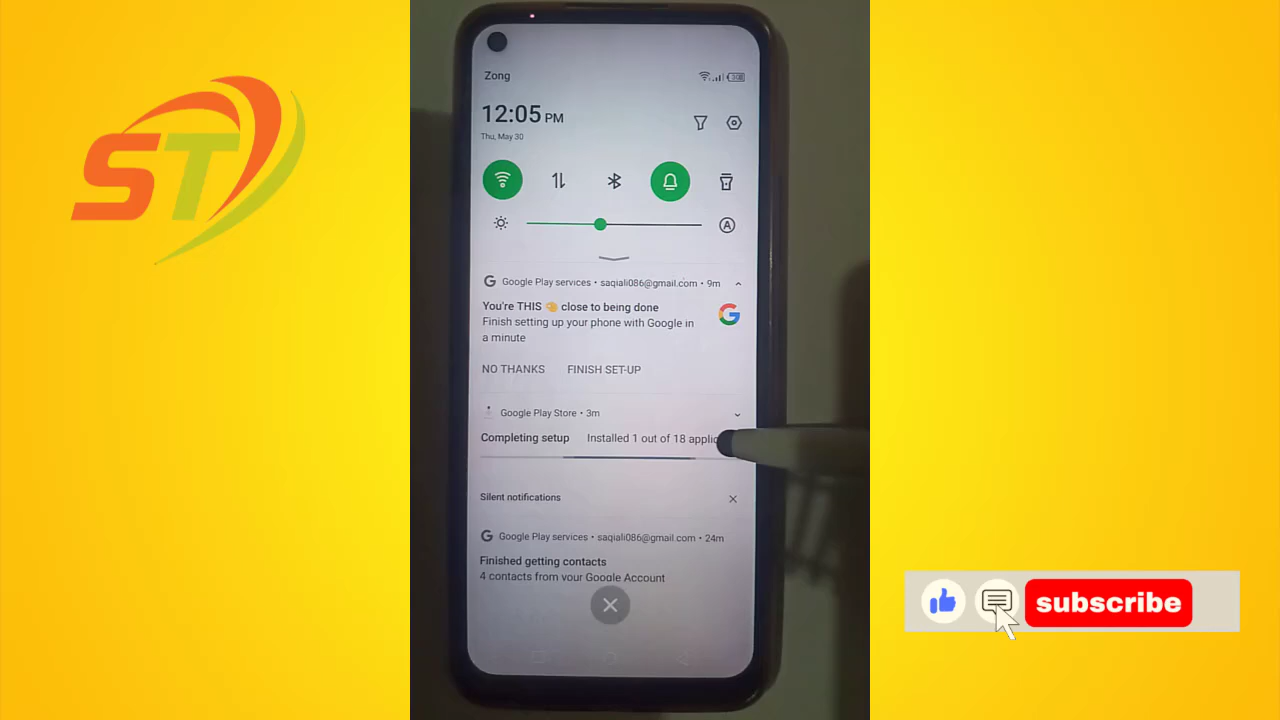 ST
Zong
12:05 PM
Thu, May 30
A
Google Play services • saqiali086@gmail.com • 9m
You're THIS 🤏 close to being done
Finish setting up your phone with Google in
a minute
NO THANKS FINISH SET-UP
Google Play Store • 3m
Completing setup Installed 1 out of 18
Silent notifications
Google Play services • saqiali086@gmail.com • 24m
Finished getting contacts
4 contacts from your Google Account
subscribe